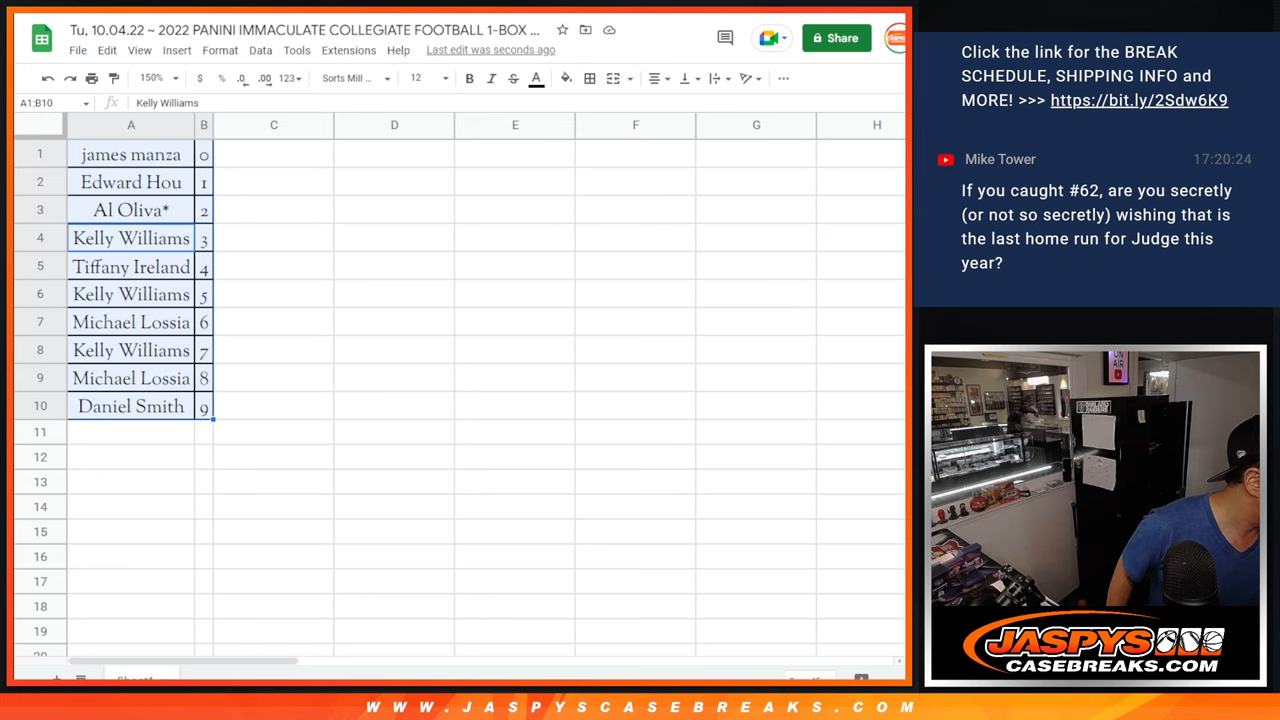 Tu, 10.04.22 ~ 2022 PANINI IMMACULATE COLLEGIATE FOOTBALL 1-BOX ...
File Edit View Insert Format Data Tools Extensions Help Last edit was seconds ago
Share
150% $ % .0 .00 123 Sorts Mill ... 12 B I S A
A1:B10 fx Kelly Williams
A B C D E F G H
1 james manza 0
2 Edward Hou 1
3 Al Oliva* 2
4 Kelly Williams 3
5 Tiffany Ireland 4
6 Kelly Williams 5
7 Michael Lossia 6
8 Kelly Williams 7
9 Michael Lossia 8
10 Daniel Smith 9
11
12
13
14
15
16
17
18
19
Click the link for the BREAK
SCHEDULE, SHIPPING INFO and
MORE! >>> https://bit.ly/2Sdw6K9
Mike Tower 17:20:24
If you caught #62, are you secretly
(or not so secretly) wishing that is
the last home run for Judge this
year?
ON
AIR
JASPYS
CASEBREAKS.COM
WWW.JASPYSCASEBREAKS.COM